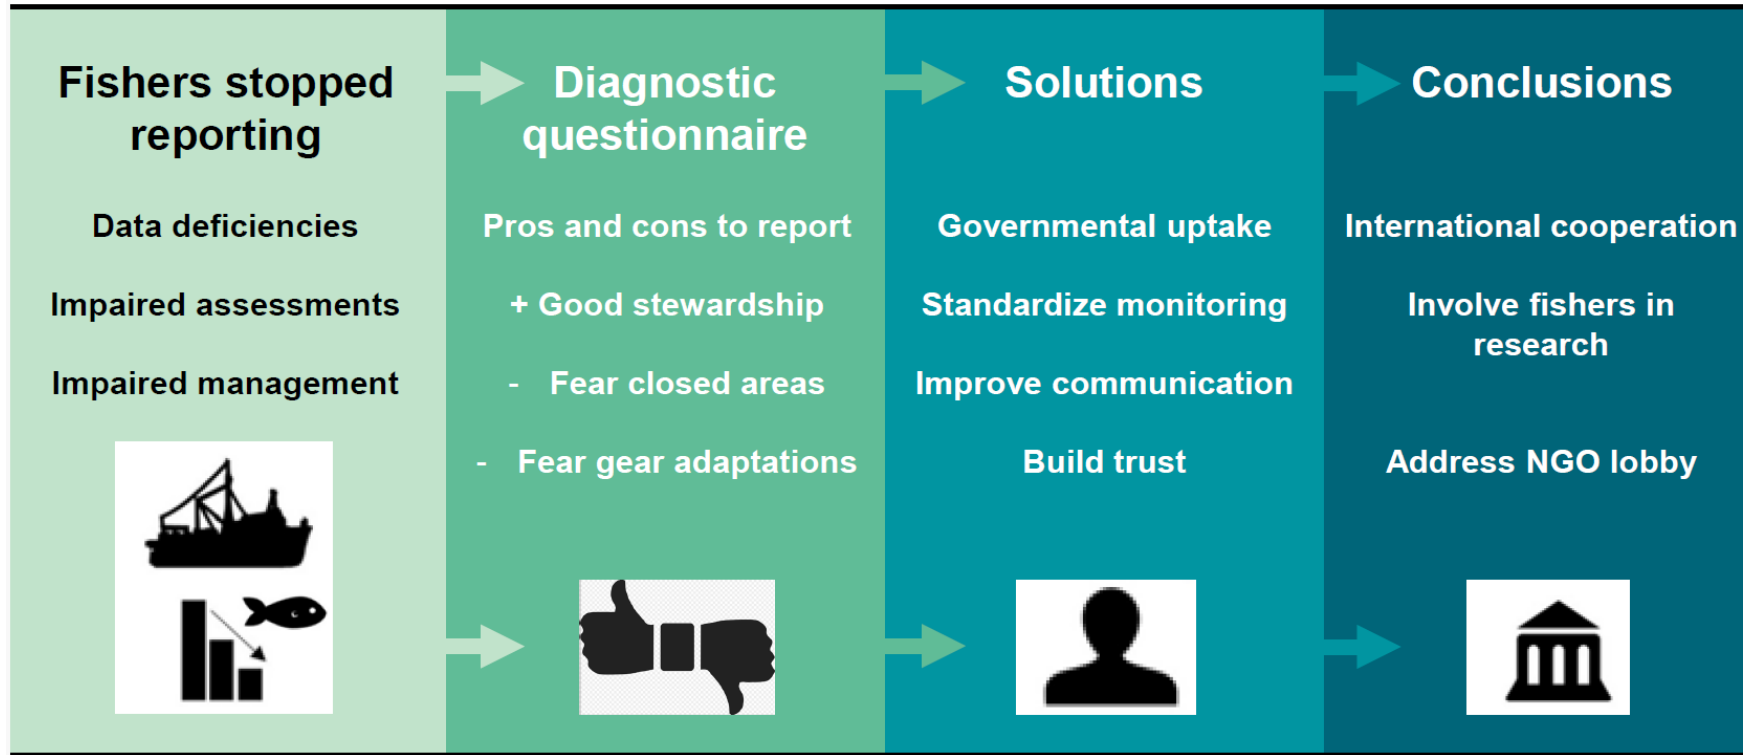 Fishers stopped
reporting
Data deficiencies
Impaired assessments
Impaired management
Diagnostic
questionnaire
Pros and cons to report
+ Good stewardship
- Fear closed areas
- Fear gear adaptations
Solutions
Governmental uptake
Standardize monitoring
Improve communication
Build trust
Conclusions
International cooperation
Involve fishers in
research
Address NGO lobby